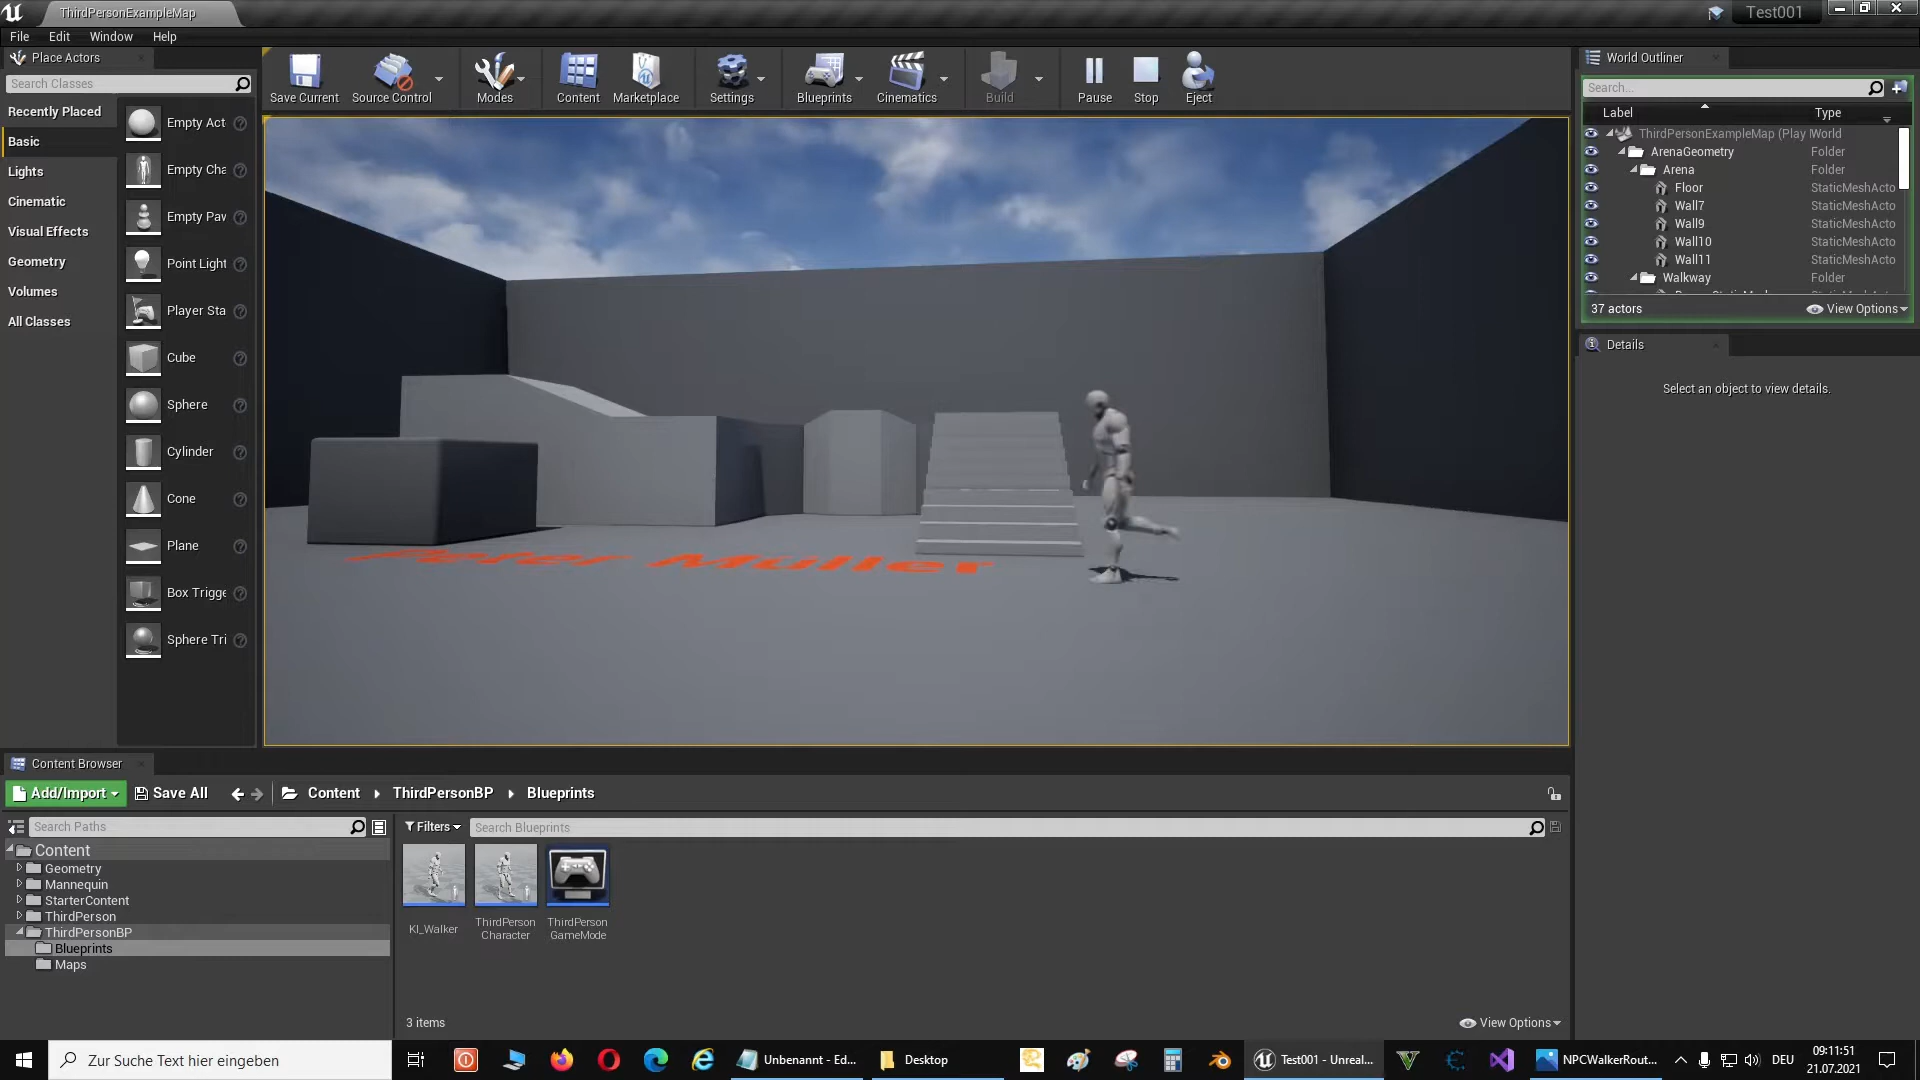 ThirdPersonExampleMap
Test001
File Edit Window Help
Place Actors
Search Classes
Recently Placed
Basic
Lights
Cinematic
Visual Effects
Geometry
Volumes
All Classes
Empty Act
Empty Cha
Empty Paw
Point Light
Player Sta
Cube
Sphere
Cylinder
Cone
Plane
Box Trigge
Sphere Tri
Save Current
Source Control
Modes
Content
Marketplace
Settings
Blueprints
Cinematics
Build
Pause
Stop
Eject
Peter Müller
World Outliner
Search...
Label Type
ThirdPersonExampleMap (Play I World
ArenaGeometry Folder
Arena Folder
Floor StaticMeshActo
Wall7 StaticMeshActo
Wall9 StaticMeshActo
Wall10 StaticMeshActo
Wall11 StaticMeshActo
Walkway Folder
37 actors
View Options
Details
Select an object to view details.
Content Browser
Add/Import
Save All
Content
ThirdPersonBP
Blueprints
Search Paths
Content
Geometry
Mannequin
StarterContent
ThirdPerson
ThirdPersonBP
Blueprints
Maps
Filters
Search Blueprints
KI_Walker
ThirdPerson
Character
ThirdPerson
GameMode
3 items
View Options
Zur Suche Text hier eingeben
Unbenannt - Ed...
Desktop
Test001 - Unreal...
NPCWalkerRout...
DEU
09:11:51
21.07.2021